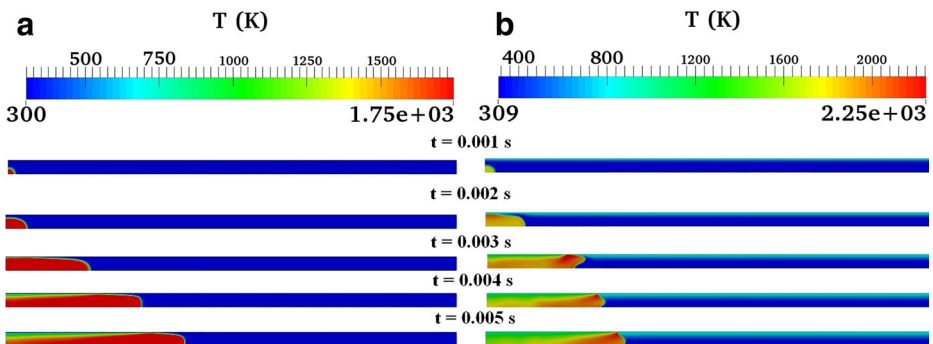 a
T (K)
500 750 1000 1250 1500
300 1.75e+03
b
T (K)
400 800 1200 1600 2000
309 2.25e+03
t = 0.001 s
t = 0.002 s
t = 0.003 s
t = 0.004 s
t = 0.005 s